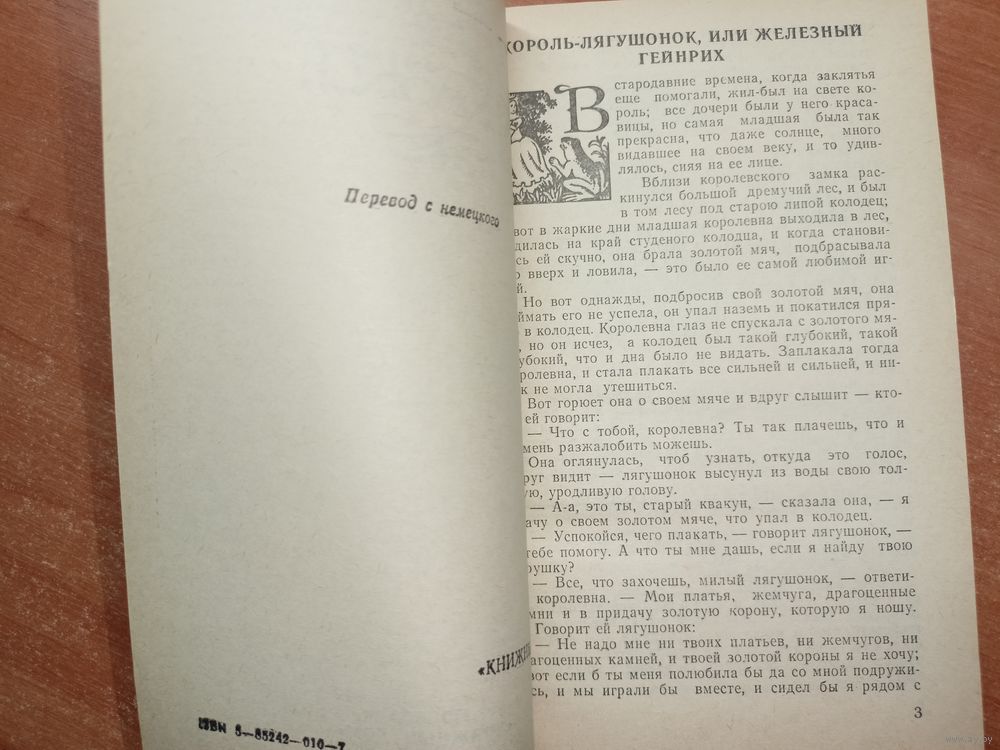 Перевод с немецкого
«КНИЖН
ISBN 5—85242—010—7
КОРОЛЬ-ЛЯГУШОНОК, ИЛИ ЖЕЛЕЗНЫЙ
ГЕЙНРИХ
В стародавние времена, когда заклятья
еще помогали, жил-был на свете ко-
роль; все дочери были у него краса-
вицы, но самая младшая была так
прекрасна, что даже солнце, много
видавшее на своем веку, и то удив-
лялось, сияя на ее лице.
Вблизи королевского замка рас-
кинулся большой дремучий лес, и был
в том лесу под старою липой колодец;
вот в жаркие дни младшая королевна выходила в лес,
дилась на край студеного колодца, и когда станови-
сь ей скучно, она брала золотой мяч, подбрасывала
о вверх и ловила, — это было ее самой любимой иг-
й.
Но вот однажды, подбросив свой золотой мяч, она
ймать его не успела, он упал наземь и покатился пря-
в колодец. Королевна глаз не спускала с золотого мя-
, но он исчез, а колодец был такой глубокий, такой
убокий, что и дна было не видать. Заплакала тогда
ролевна, и стала плакать все сильней и сильней, и ни-
к не могла утешиться.
Вот горюет она о своем мяче и вдруг слышит — кто-
ей говорит:
— Что с тобой, королевна? Ты так плачешь, что и
мень разжалобить можешь.
Она оглянулась, чтоб узнать, откуда это голос,
руг видит — лягушонок высунул из воды свою тол-
ую, уродливую голову.
— А-а, это ты, старый квакун, — сказала она, — я
ачу о своем золотом мяче, что упал в колодец.
— Успокойся, чего плакать, — говорит лягушонок, —
тебе помогу. А что ты мне дашь, если я найду твою
рушку?
— Все, что захочешь, милый лягушонок, — ответи-
королевна. — Мои платья, жемчуга, драгоценные
мни и в придачу золотую корону, которую я ношу.
Говорит ей лягушонок:
— Не надо мне ни твоих платьев, ни жемчугов, ни
агоценных камней, и твоей золотой короны я не хочу;
вот если б ты меня полюбила бы да со мной подружи-
сь, и мы играли бы вместе, и сидел бы я рядом с
3